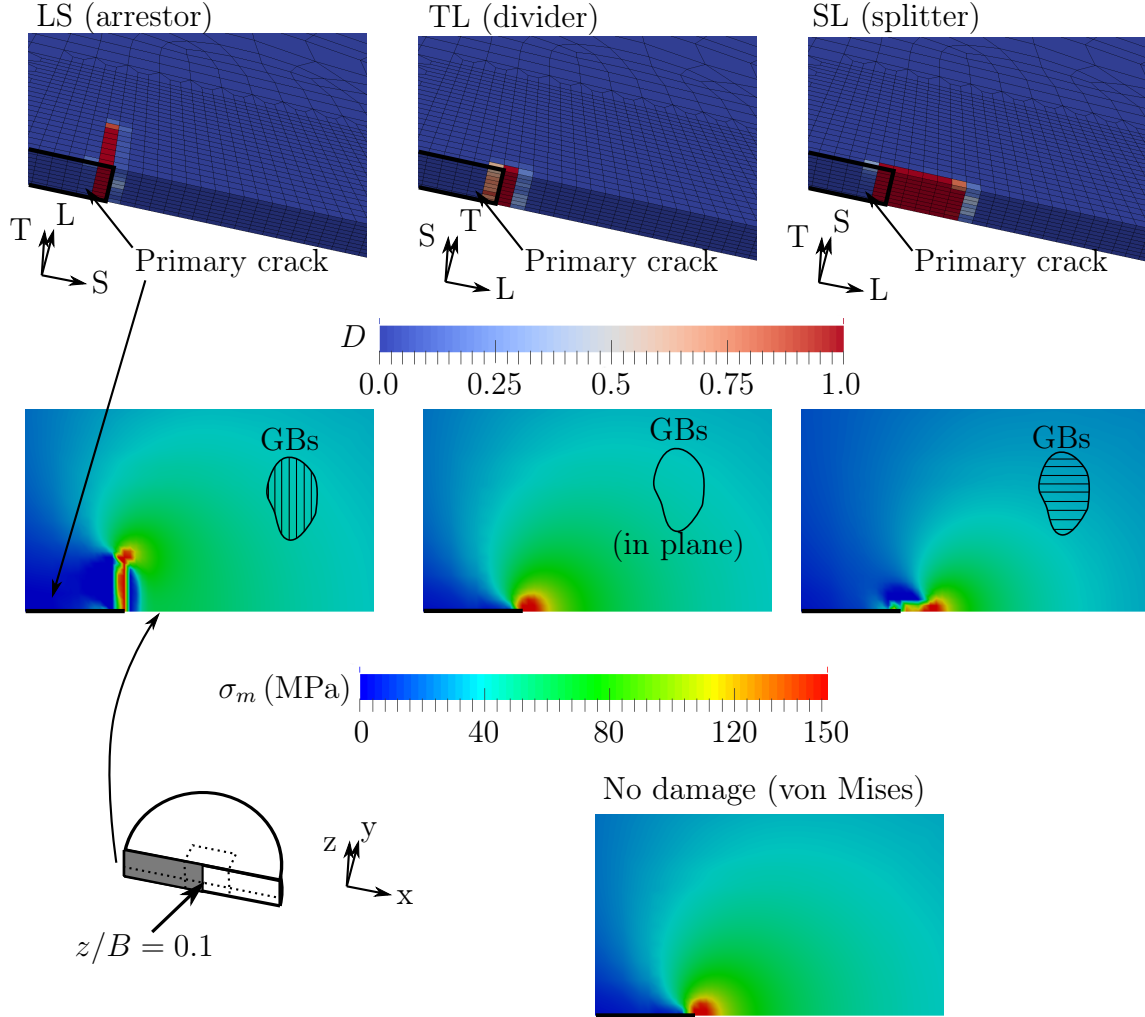 LS (arrestor)
TL (divider)
SL (splitter)
T L
S
Primary crack
S T
L
Primary crack
T S
L
Primary crack
D
0.0 0.25 0.5 0.75 1.0
GBs
GBs
(in plane)
GBs
σm (MPa)
0 40 80 120 150
No damage (von Mises)
z y
x
z/B = 0.1